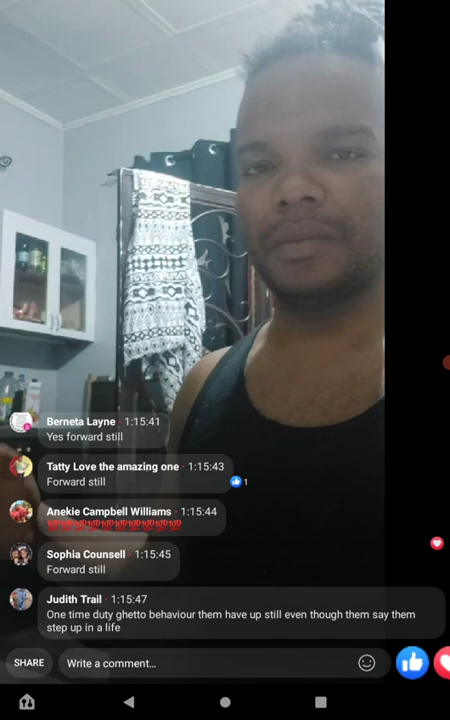 Berneta Layne · 1:15:41
Yes forward still
Tatty Love the amazing one · 1:15:43
Forward still
1
Anekie Campbell Williams · 1:15:44
💯💯💯💯💯💯💯💯💯💯
Sophia Counsell · 1:15:45
Forward still
Judith Trail · 1:15:47
One time duty ghetto behaviour them have up still even though them say them
step up in a life
SHARE
Write a comment...